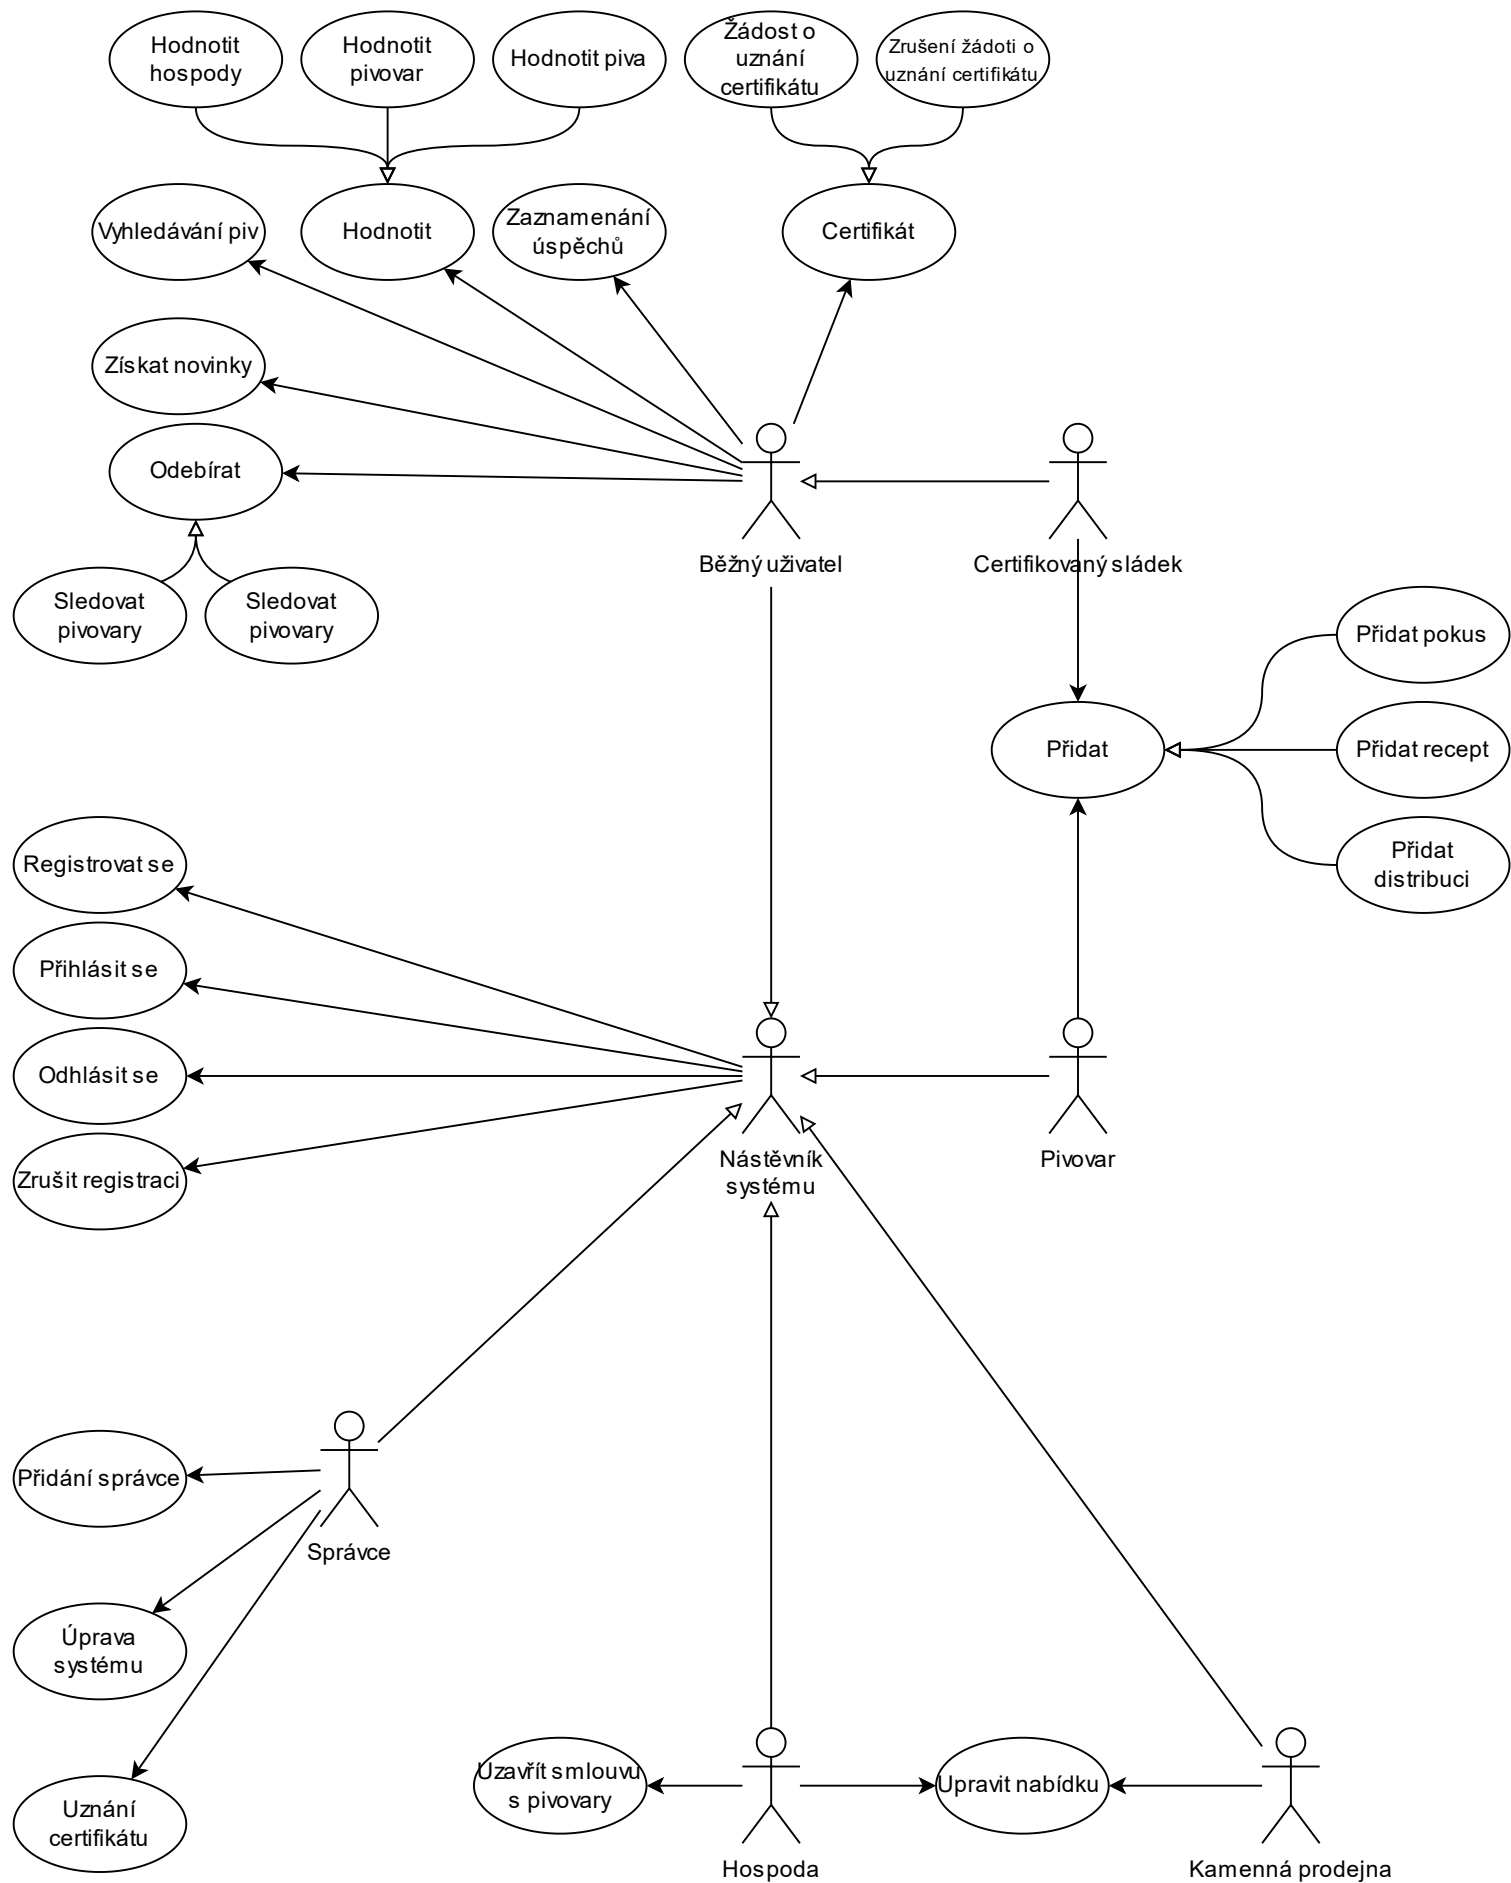 Hodnotit
hospody
Hodnotit
pivovar
Hodnotit piva
Žádost o
uznání
certifikátu
Zrušení žádoti o
uznání certifikátu
Vyhledávání piv
Hodnotit
Zaznamenání
úspěchů
Certifikát
Získat novinky
Odebírat
Běžný uživatel
Certifikovaný sládek
Sledovat
pivovary
Sledovat
pivovary
Přidat pokus
Přidat
Přidat recept
Přidat
distribuci
Registrovat se
Přihlásit se
Odhlásit se
Zrušit registraci
Nástěvník
systému
Pivovar
Přidání správce
Správce
Úprava
systému
Uznání
certifikátu
Uzavřít smlouvu
s pivovary
Upravit nabídku
Hospoda
Kamenná prodejna